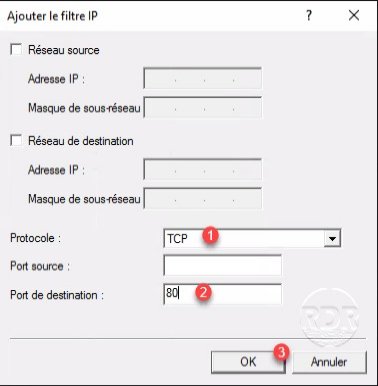 Ajouter le filtre IP
Réseau source
Adresse IP :
Masque de sous-réseau
Réseau de destination
Adresse IP :
Masque de sous-réseau
Protocole : TCP 1
Port source :
Port de destination : 80 2
RDR
OK 3 Annuler